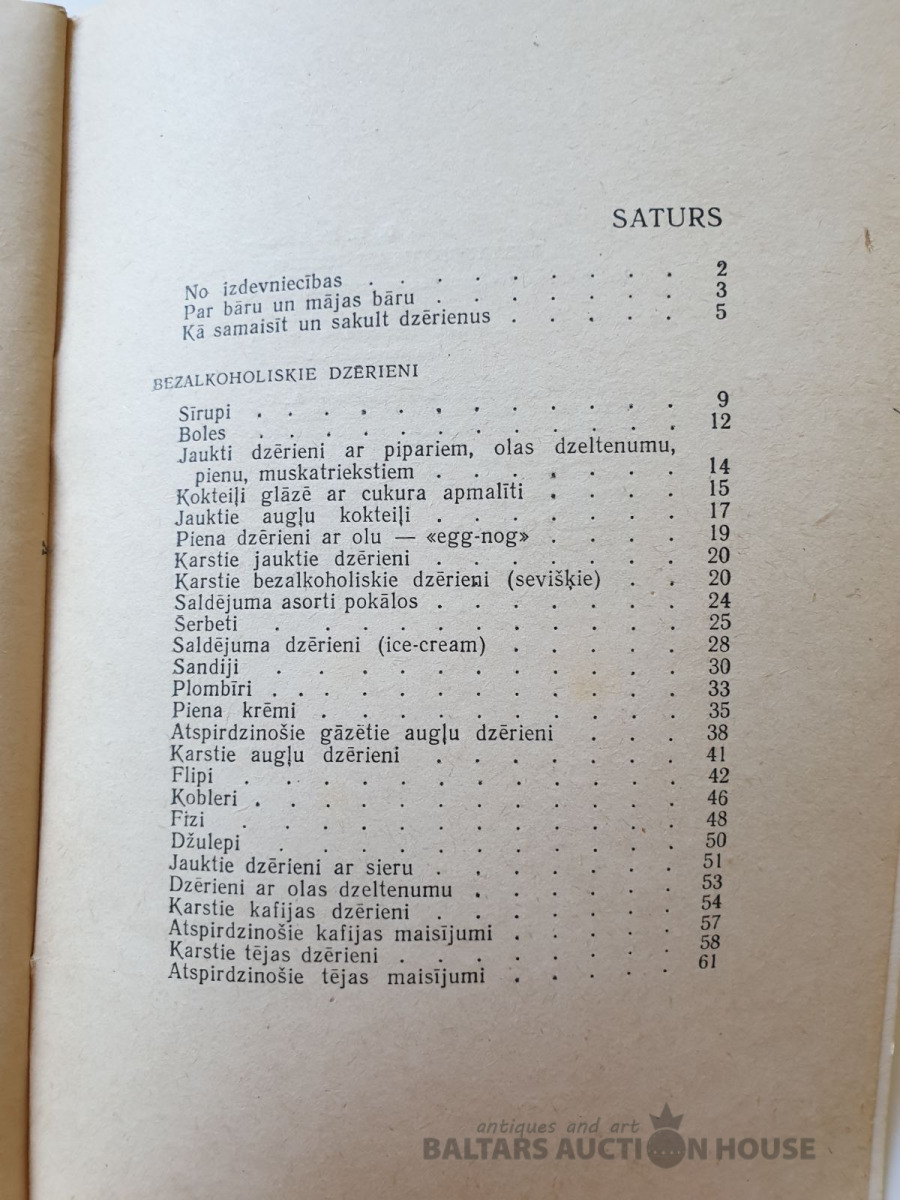 SATURS
No izdevniecības . . . . . . . . 2
Par bāru un mājas bāru . . . . . . 3
Kā samaisīt un sakult dzērienus . . . . . 5
BEZALKOHOLISKIE DZĒRIENI
Sīrupi . . . . . . . . . . . 9
Boles . . . . . . . . . . . 12
Jaukti dzērieni ar pipariem, olas dzeltenumu,
pienu, muskatriekstiem . . . . . . . 14
Kokteiļi glāzē ar cukura apmalīti . . . . 15
Jauktie augļu kokteiļi . . . . . . . 17
Piena dzērieni ar olu — «egg-nog» . . . . 19
Karstie jauktie dzērieni . . . . . . . 20
Karstie bezalkoholiskie dzērieni (sevišķie) . . 20
Saldējuma asorti pokālos . . . . . . . 24
Šerbeti . . . . . . . . . . . 25
Saldējuma dzērieni (ice-cream) . . . . . 28
Sandiji . . . . . . . . . . . 30
Plombīri . . . . . . . . . . . 33
Piena krēmi . . . . . . . . . . 35
Atspirdzinošie gāzētie augļu dzērieni . . . 38
Karstie augļu dzērieni . . . . . . . 41
Flipi . . . . . . . . . . . . 42
Kobleri . . . . . . . . . . . . 46
Fizi . . . . . . . . . . . . 48
Džulepi . . . . . . . . . . . 50
Jauktie dzērieni ar sieru . . . . . . . 51
Dzērieni ar olas dzeltenumu . . . . . . 53
Karstie kafijas dzērieni . . . . . . . 54
Atspirdzinošie kafijas maisījumi . . . . . 57
Karstie tējas dzērieni . . . . . . . . 58
Atspirdzinošie tējas maisījumi . . . . . 61
antiques and art
BALTARS AUCTION HOUSE